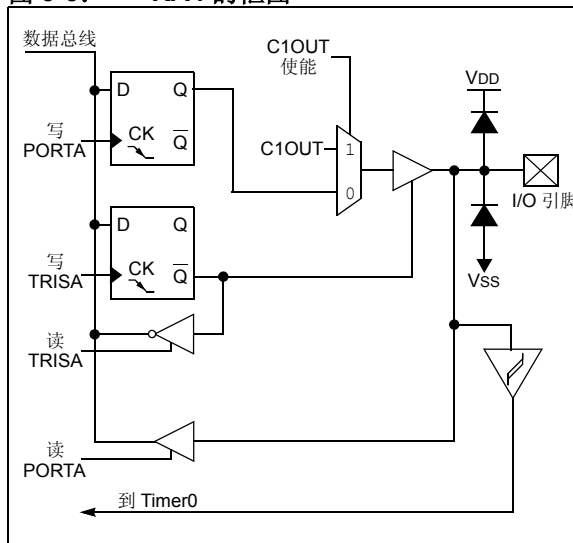 数据总线
C1OUT
使能
D Q
CK Q
写
PORTA
C1OUT
1
0
VDD
I/O 引脚
VSS
D Q
CK Q
写
TRISA
读
TRISA
读
PORTA
到 Timer0